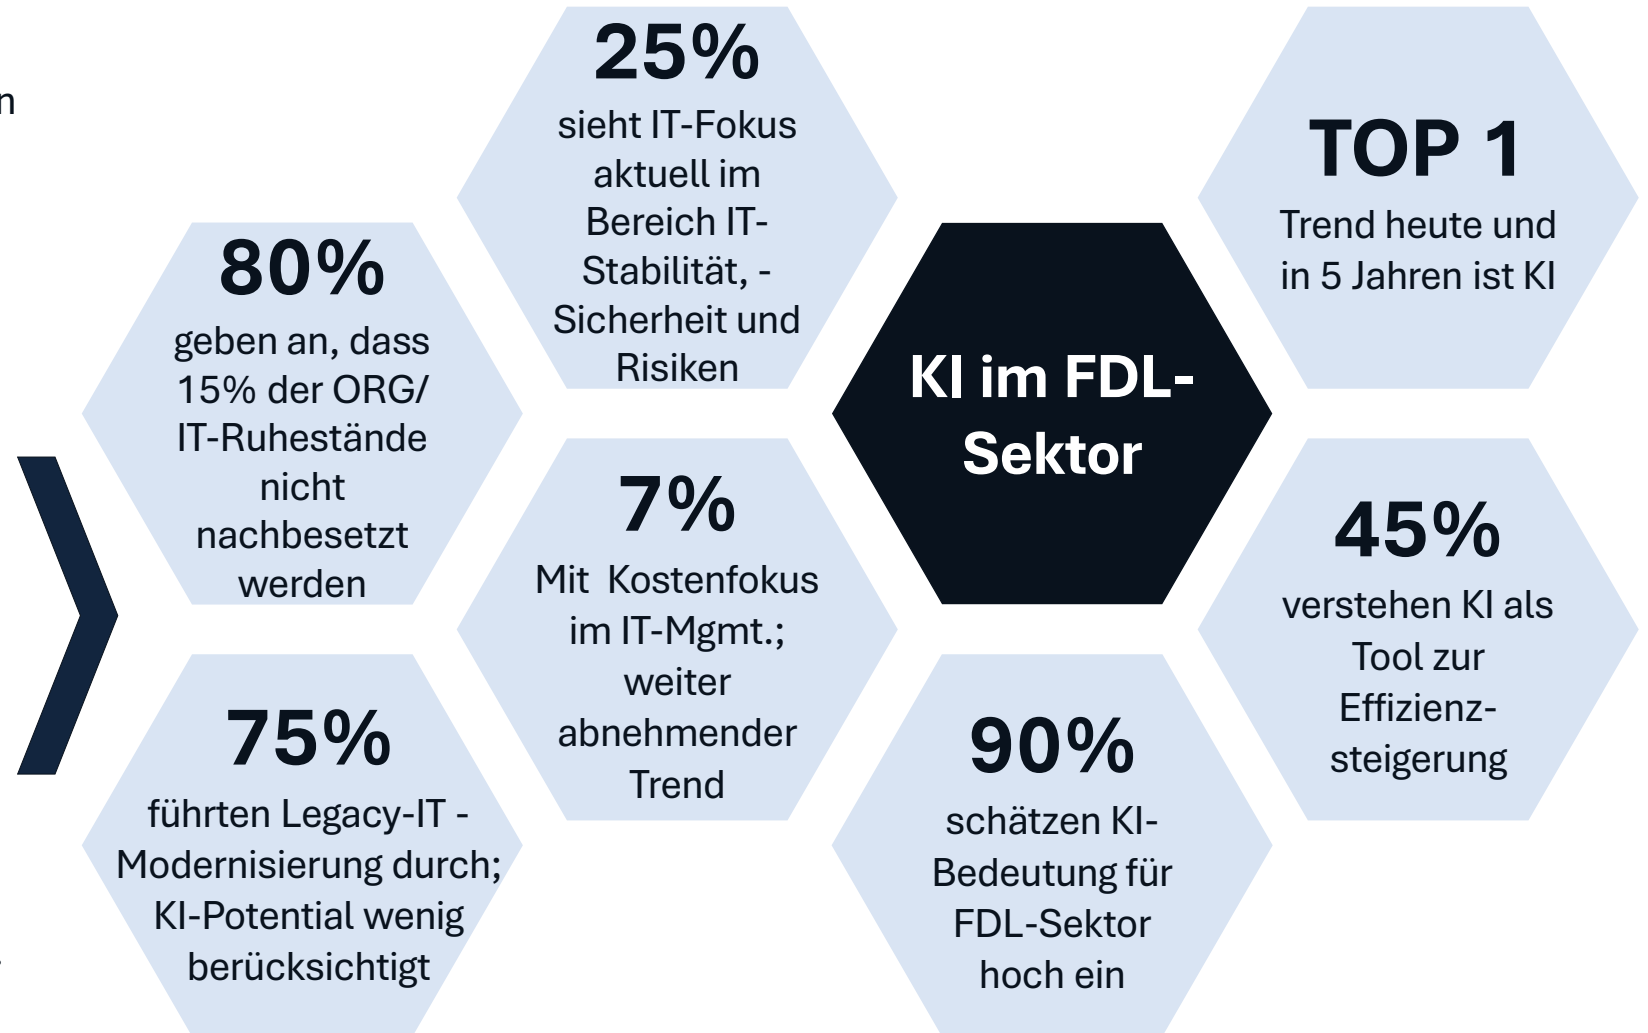 n
25%
sieht IT-Fokus
aktuell im
Bereich IT-
Stabilität, -
Sicherheit und
Risiken
TOP 1
Trend heute und
in 5 Jahren ist KI
80%
geben an, dass
15% der ORG/
IT-Ruhestände
nicht
nachbesetzt
werden
KI im FDL-
Sektor
7%
Mit  Kostenfokus
im IT-Mgmt.;
weiter
abnehmender
Trend
45%
verstehen KI als
Tool zur
Effizienz-
steigerung
75%
führten Legacy-IT -
Modernisierung durch;
KI-Potential wenig
berücksichtigt
90%
schätzen KI-
Bedeutung für
FDL-Sektor
hoch ein